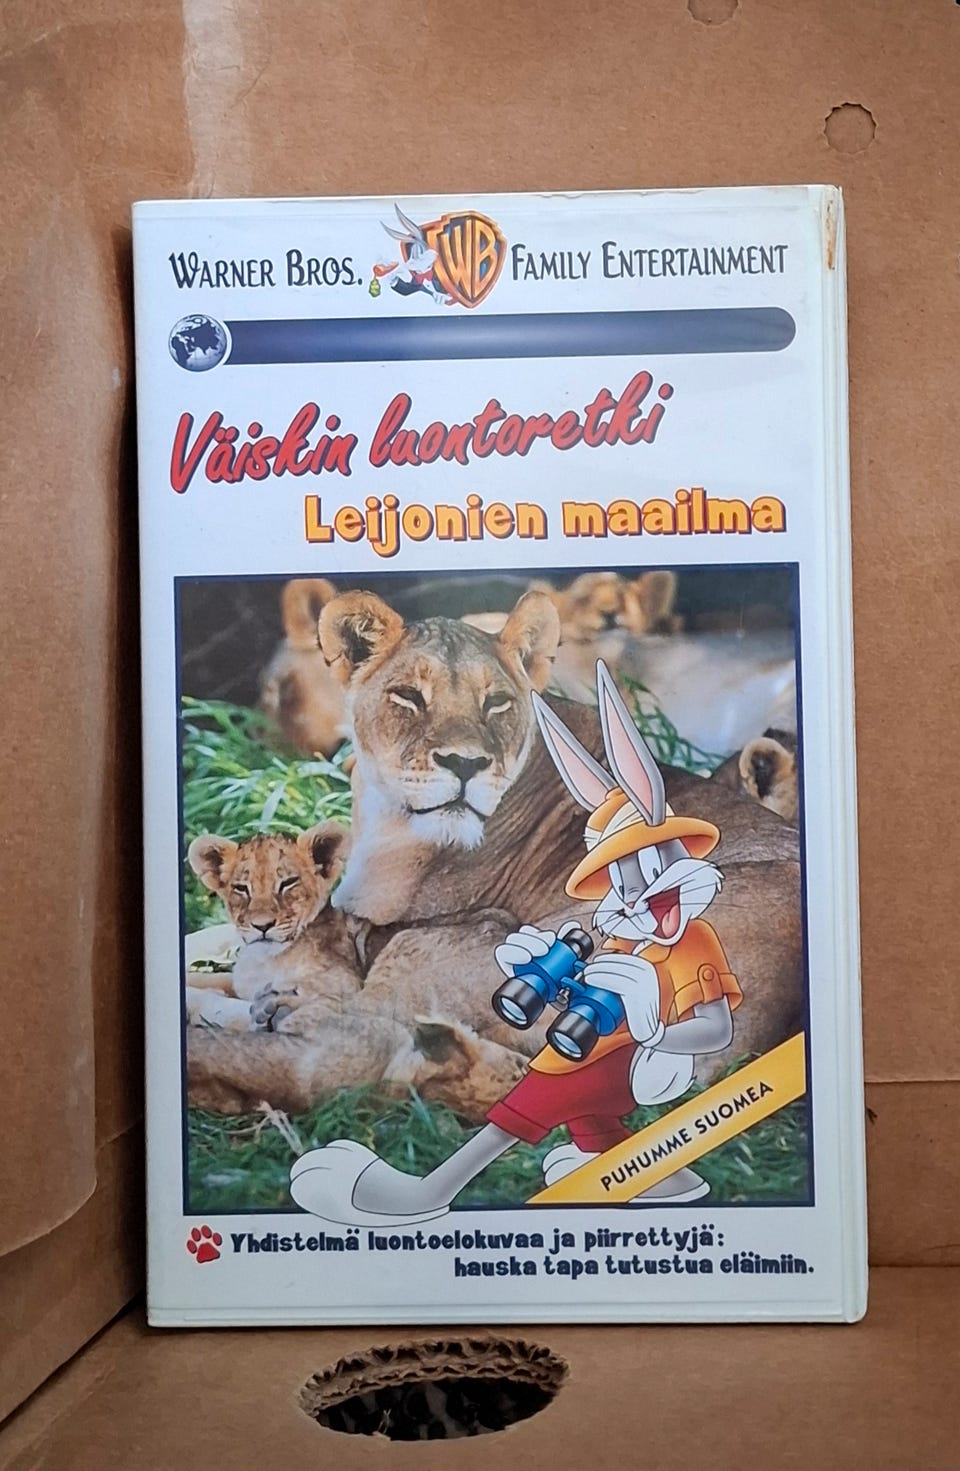 WARNER BROS. WB FAMILY ENTERTAINMENT
Väiskin luontoretki
Leijonien maailma
PUHUMME SUOMEA
Yhdistelmä luontoelokuvaa ja piirrettyjä:
hauska tapa tutustua eläimiin.